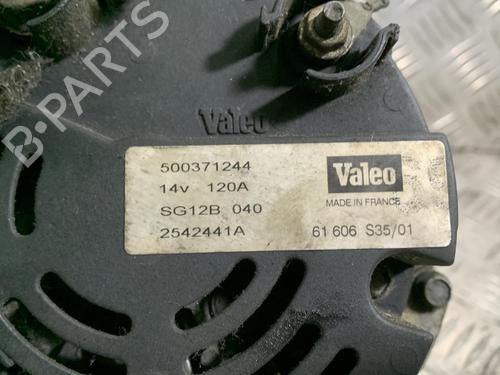 B-PARTS
Valeo
500371244
14v 120A
SG12B 040
2542441A
Valeo
MADE IN FRANCE
61 606 S35/01